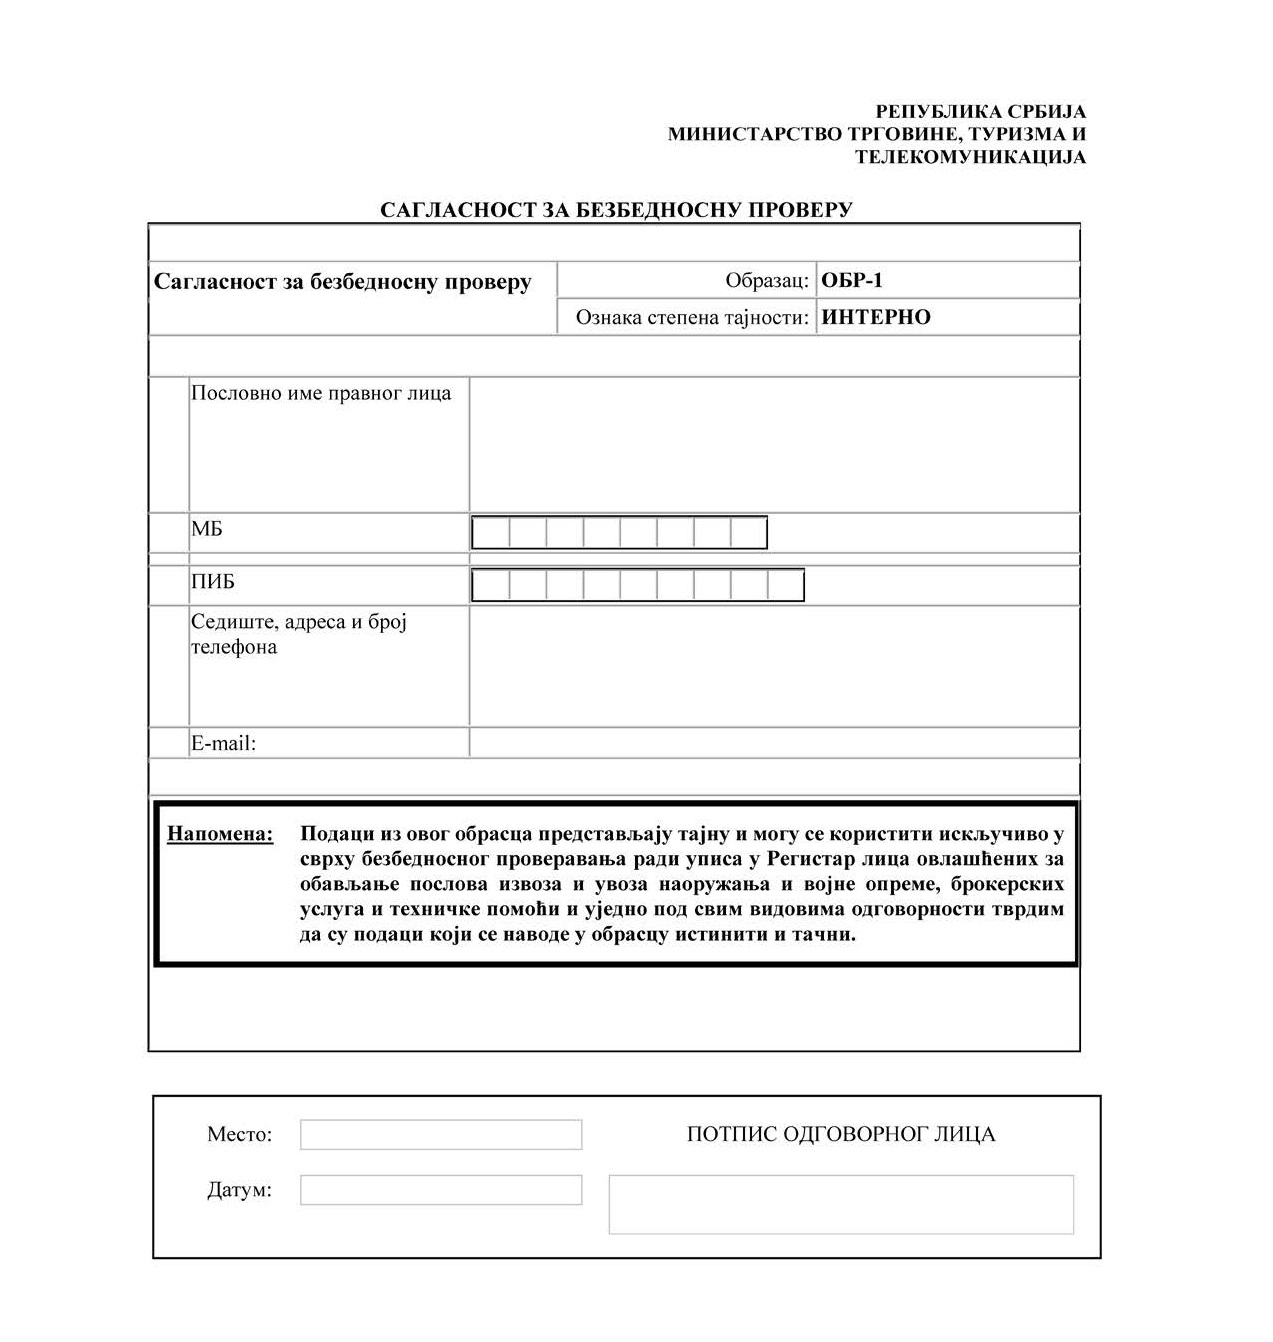 РЕПУБЛИКА СРБИЈА
МИНИСТАРСТВО ТРГОВИНЕ, ТУРИЗМА И
ТЕЛЕКОМУНИКАЦИЈА
САГЛАСНОСТ ЗА БЕЗБЕДНОСНУ ПРОВЕРУ
Сагласност за безбедносну проверу
Образац: ОБР-1
Ознака степена тајности: ИНТЕРНО
Пословно име правног лица
МБ
ПИБ
Седиште, адреса и број
телефона
E-mail:
Напомена: Подаци из овог обрасца представљају тајну и могу се користити искључиво у
сврху безбедносног проверавања ради уписа у Регистар лица овлашћених за
обављање послова извоза и увоза наоружања и војне опреме, брокерских
услуга и техничке помоћи и уједно под свим видовима одговорности тврдим
да су подаци који се наводе у обрасцу истинити и тачни.
Место:
ПОТПИС ОДГОВОРНОГ ЛИЦА
Датум: